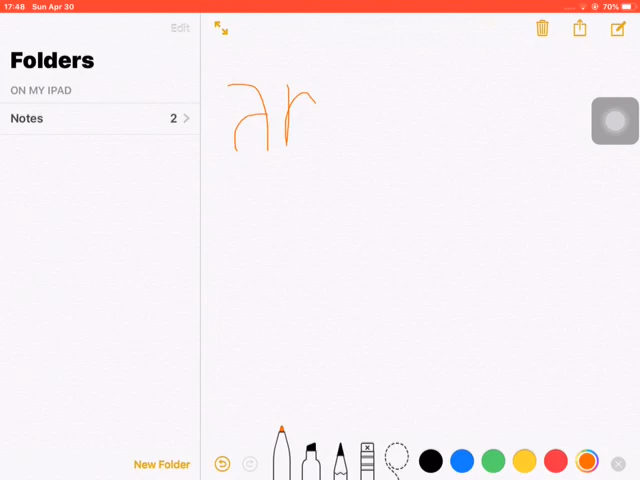 17:48 Sun Apr 30 70%
Edit
Folders
ON MY IPAD
Notes 2
ar
New Folder